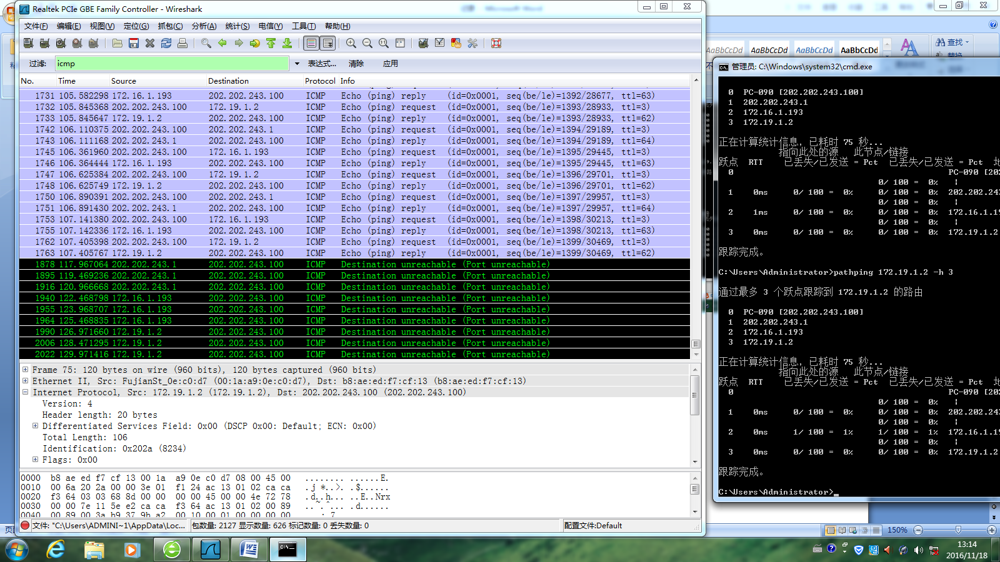 Realtek PCIe GBE Family Controller - Wireshark
文件(F) 编辑(E) 视图(V) 定位(G) 抓包(C) 分析(A) 统计(S) 电信(Y) 工具(T) 帮助(H)
过滤: icmp 表达式... 清除 应用
No. Time Source Destination Protocol Info
1731 105.582298 172.16.1.193 202.202.243.100 ICMP Echo (ping) reply (id=0x0001, seq(be/le)=1392/28677, ttl=63)
1732 105.845368 202.202.243.100 172.19.1.2 ICMP Echo (ping) request (id=0x0001, seq(be/le)=1393/28933, ttl=3)
1733 105.845647 172.19.1.2 202.202.243.100 ICMP Echo (ping) reply (id=0x0001, seq(be/le)=1393/28933, ttl=62)
1742 106.110375 202.202.243.100 202.202.243.1 ICMP Echo (ping) request (id=0x0001, seq(be/le)=1394/29189, ttl=3)
1743 106.111168 202.202.243.1 202.202.243.100 ICMP Echo (ping) reply (id=0x0001, seq(be/le)=1394/29189, ttl=64)
1745 106.361960 202.202.243.100 172.16.1.193 ICMP Echo (ping) request (id=0x0001, seq(be/le)=1395/29445, ttl=3)
1746 106.364444 172.16.1.193 202.202.243.100 ICMP Echo (ping) reply (id=0x0001, seq(be/le)=1395/29445, ttl=63)
1747 106.625384 202.202.243.100 172.19.1.2 ICMP Echo (ping) request (id=0x0001, seq(be/le)=1396/29701, ttl=3)
1748 106.625749 172.19.1.2 202.202.243.100 ICMP Echo (ping) reply (id=0x0001, seq(be/le)=1396/29701, ttl=62)
1750 106.890391 202.202.243.100 202.202.243.1 ICMP Echo (ping) request (id=0x0001, seq(be/le)=1397/29957, ttl=3)
1751 106.891430 202.202.243.1 202.202.243.100 ICMP Echo (ping) reply (id=0x0001, seq(be/le)=1397/29957, ttl=64)
1753 107.141380 202.202.243.100 172.16.1.193 ICMP Echo (ping) request (id=0x0001, seq(be/le)=1398/30213, ttl=3)
1755 107.142336 172.16.1.193 202.202.243.100 ICMP Echo (ping) reply (id=0x0001, seq(be/le)=1398/30213, ttl=63)
1762 107.405398 202.202.243.100 172.19.1.2 ICMP Echo (ping) request (id=0x0001, seq(be/le)=1399/30469, ttl=3)
1763 107.405767 172.19.1.2 202.202.243.100 ICMP Echo (ping) reply (id=0x0001, seq(be/le)=1399/30469, ttl=62)
1878 117.967064 202.202.243.1 202.202.243.100 ICMP Destination unreachable (Port unreachable)
1895 119.469236 202.202.243.1 202.202.243.100 ICMP Destination unreachable (Port unreachable)
1916 120.966668 202.202.243.1 202.202.243.100 ICMP Destination unreachable (Port unreachable)
1940 122.468798 172.16.1.193 202.202.243.100 ICMP Destination unreachable (Port unreachable)
1955 123.968707 172.16.1.193 202.202.243.100 ICMP Destination unreachable (Port unreachable)
1964 125.468835 172.16.1.193 202.202.243.100 ICMP Destination unreachable (Port unreachable)
1990 126.971660 172.19.1.2 202.202.243.100 ICMP Destination unreachable (Port unreachable)
2006 128.471295 172.19.1.2 202.202.243.100 ICMP Destination unreachable (Port unreachable)
2022 129.971416 172.19.1.2 202.202.243.100 ICMP Destination unreachable (Port unreachable)
Frame 75: 120 bytes on wire (960 bits), 120 bytes captured (960 bits)
Ethernet II, Src: FujianSt_0e:c0:d7 (00:1a:a9:0e:c0:d7), Dst: b8:ae:ed:f7:cf:13 (b8:ae:ed:f7:cf:13)
Internet Protocol, Src: 172.19.1.2 (172.19.1.2), Dst: 202.202.243.100 (202.202.243.100)
Version: 4
Header length: 20 bytes
Differentiated Services Field: 0x00 (DSCP 0x00: Default; ECN: 0x00)
Total Length: 106
Identification: 0x202a (8234)
Flags: 0x00
0000 b8 ae ed f7 cf 13 00 1a a9 0e c0 d7 08 00 45 00 ........ ......E.
0010 00 6a 20 2a 00 00 3e 01 f1 24 ac 13 01 02 ca ca .j *..>. .$......
0020 f3 64 03 03 68 8d 00 00 00 00 45 00 00 4e 72 78 .d..h... ..E..Nrx
0030 00 00 7e 11 5e e2 ca ca f3 64 ac 13 01 02 00 89 ..~.^... .d......
0040 00 89 00 3a b9 37 9b a2 00 10 00 01 00 00 00 00
文件: "C:\Users\ADMINI~1\AppData\Loc... 包数量: 2127 显示数量: 626 标记数量: 0 丢失数量: 0 配置文件:Default
AaBbCcDd AaBbCcDd AaBbCcDd AaBbCcDd 查找
替换
管理员: C:\Windows\system32\cmd.exe
0 PC-090 [202.202.243.100]
1 202.202.243.1
2 172.16.1.193
3 172.19.1.2
正在计算统计信息，已耗时 75 秒...
指向此处的源 此节点/链接
跃点 RTT 已丢失/已发送 = Pct 已丢失/已发送 = Pct 地
0 PC-090 [202
0/ 100 = 0% |
1 0ms 0/ 100 = 0% 0/ 100 = 0% 202.202.243
0/ 100 = 0% |
2 1ms 0/ 100 = 0% 0/ 100 = 0% 172.16.1.19
0/ 100 = 0% |
3 0ms 0/ 100 = 0% 0/ 100 = 0% 172.19.1.2
跟踪完成。
C:\Users\Administrator>pathping 172.19.1.2 -h 3
通过最多 3 个跃点跟踪到 172.19.1.2 的路由
0 PC-090 [202.202.243.100]
1 202.202.243.1
2 172.16.1.193
3 172.19.1.2
正在计算统计信息，已耗时 75 秒...
指向此处的源 此节点/链接
跃点 RTT 已丢失/已发送 = Pct 已丢失/已发送 = Pct 地
0 PC-090 [202
0/ 100 = 0% |
1 0ms 0/ 100 = 0% 0/ 100 = 0% 202.202.243
0/ 100 = 0% |
2 0ms 1/ 100 = 1% 1/ 100 = 1% 172.16.1.19
0/ 100 = 0% |
3 0ms 0/ 100 = 0% 0/ 100 = 0% 172.19.1.2
跟踪完成。
C:\Users\Administrator>
150%
13:14
2016/11/18